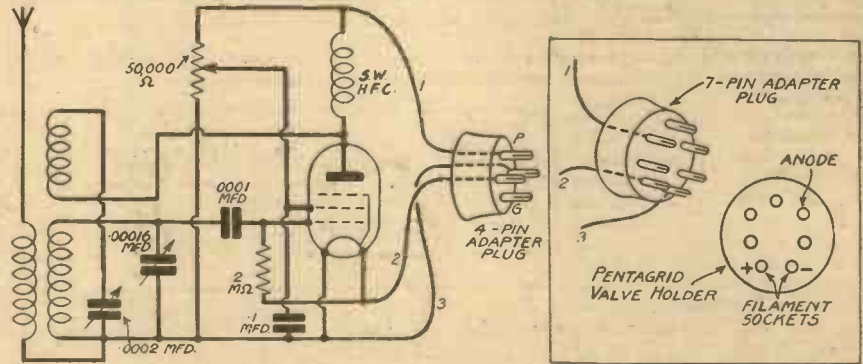 50,000
Ω
S.W.
H.F.C.
1
P
G
4-PIN
ADAPTER
PLUG
.0001
MFD
.00016
MFD
2
MΩ
2
3
.1
MFD.
.0002 MFD.
1
2
3
7-PIN ADAPTER
PLUG
ANODE
PENTAGRID
VALVE HOLDER
+
-
FILAMENT
SOCKETS